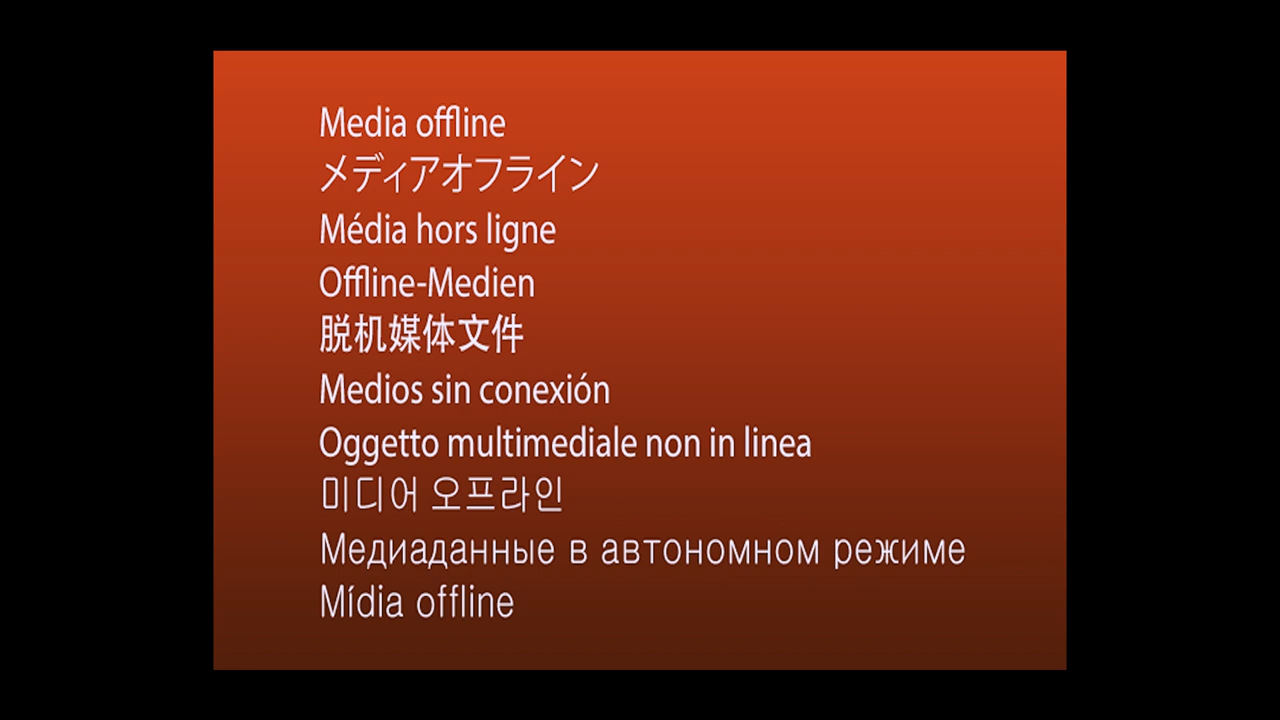 Media offline
メディアオフライン
Média hors ligne
Offline-Medien
脱机媒体文件
Medios sin conexión
Oggetto multimediale non in linea
미디어 오프라인
Медиаданные в автономном режиме
Mídia offline